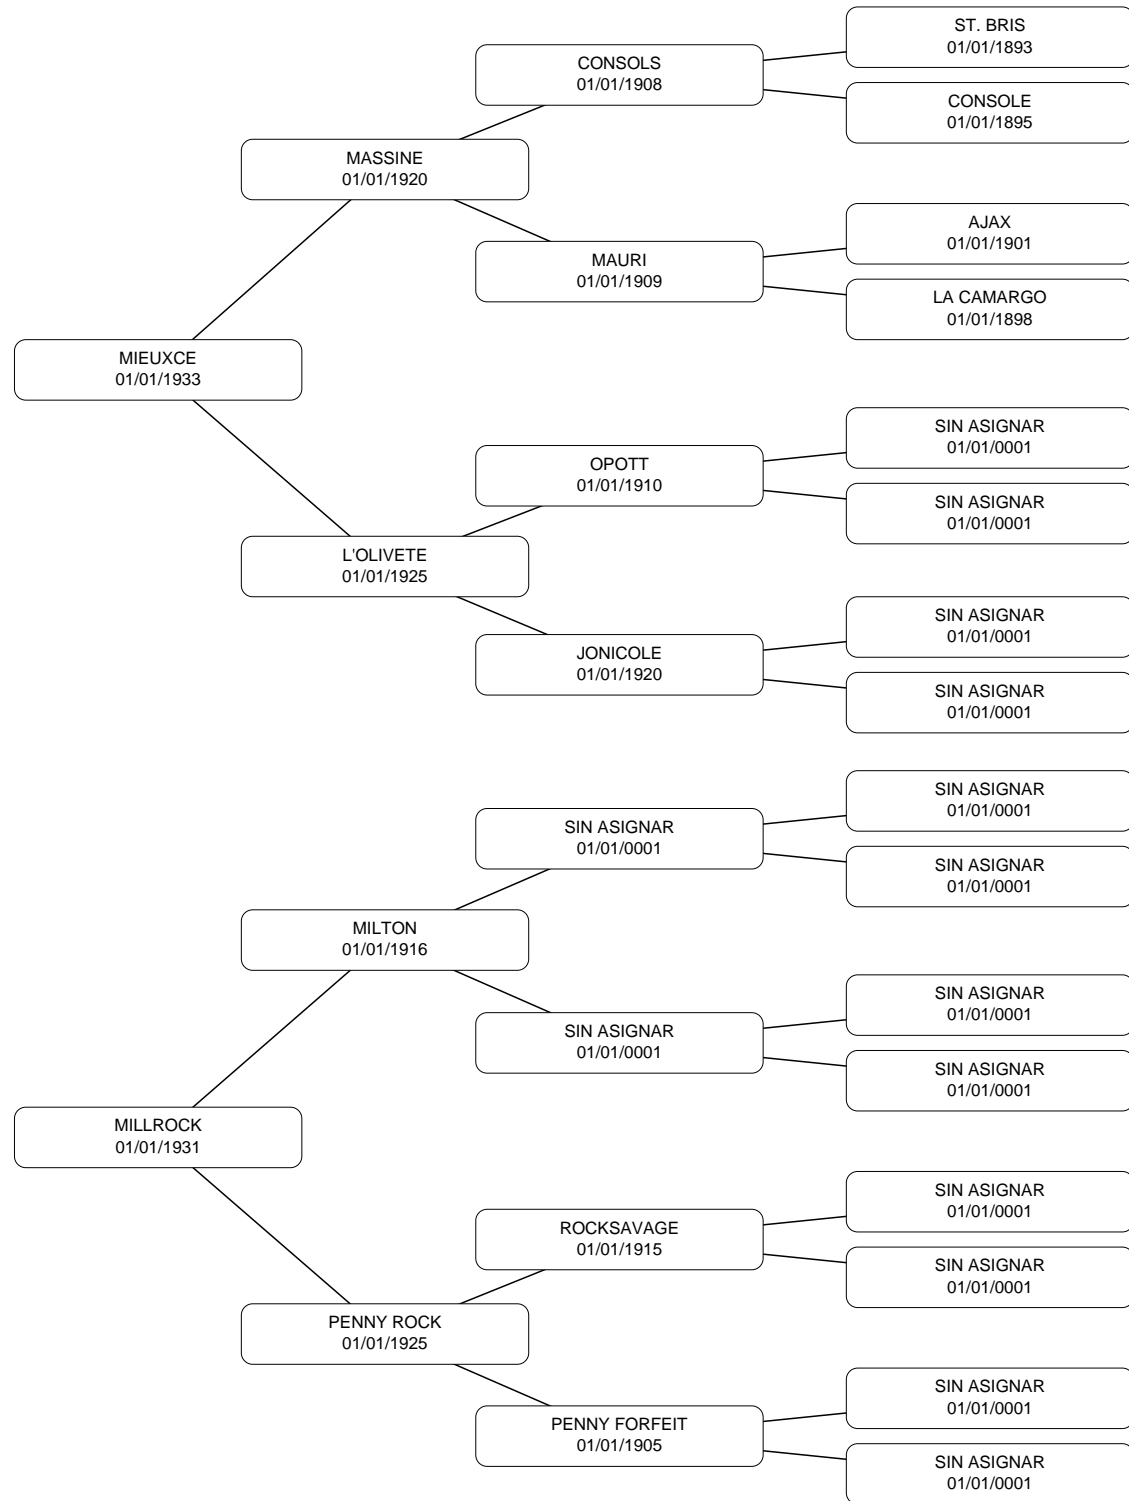 ST. BRIS
01/01/1893
CONSOLS
01/01/1908
CONSOLE
01/01/1895
MASSINE
01/01/1920
AJAX
01/01/1901
MAURI
01/01/1909
LA CAMARGO
01/01/1898
MIEUXCE
01/01/1933
SIN ASIGNAR
01/01/0001
OPOTT
01/01/1910
SIN ASIGNAR
01/01/0001
L'OLIVETE
01/01/1925
SIN ASIGNAR
01/01/0001
JONICOLE
01/01/1920
SIN ASIGNAR
01/01/0001
SIN ASIGNAR
01/01/0001
SIN ASIGNAR
01/01/0001
SIN ASIGNAR
01/01/0001
MILTON
01/01/1916
SIN ASIGNAR
01/01/0001
SIN ASIGNAR
01/01/0001
SIN ASIGNAR
01/01/0001
MILLROCK
01/01/1931
SIN ASIGNAR
01/01/0001
ROCKSAVAGE
01/01/1915
SIN ASIGNAR
01/01/0001
PENNY ROCK
01/01/1925
SIN ASIGNAR
01/01/0001
PENNY FORFEIT
01/01/1905
SIN ASIGNAR
01/01/0001